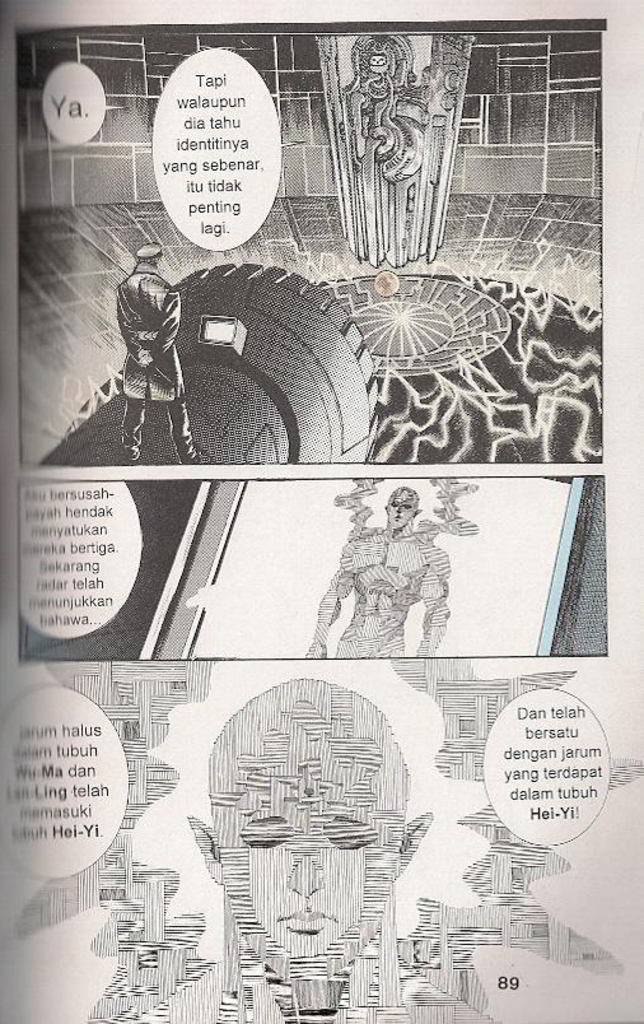 Ya.
Tapi
walaupun
dia tahu
identitinya
yang sebenar,
itu tidak
penting
lagi.
Aku bersusah-
payah hendak
menyatukan
mereka bertiga.
Sekarang
radar telah
menunjukkan
bahawa...
Jarum halus
dalam tubuh
Wu-Ma dan
Lan-Ling telah
memasuki
tubuh Hei-Yi.
Dan telah
bersatu
dengan jarum
yang terdapat
dalam tubuh
Hei-Yi!
89